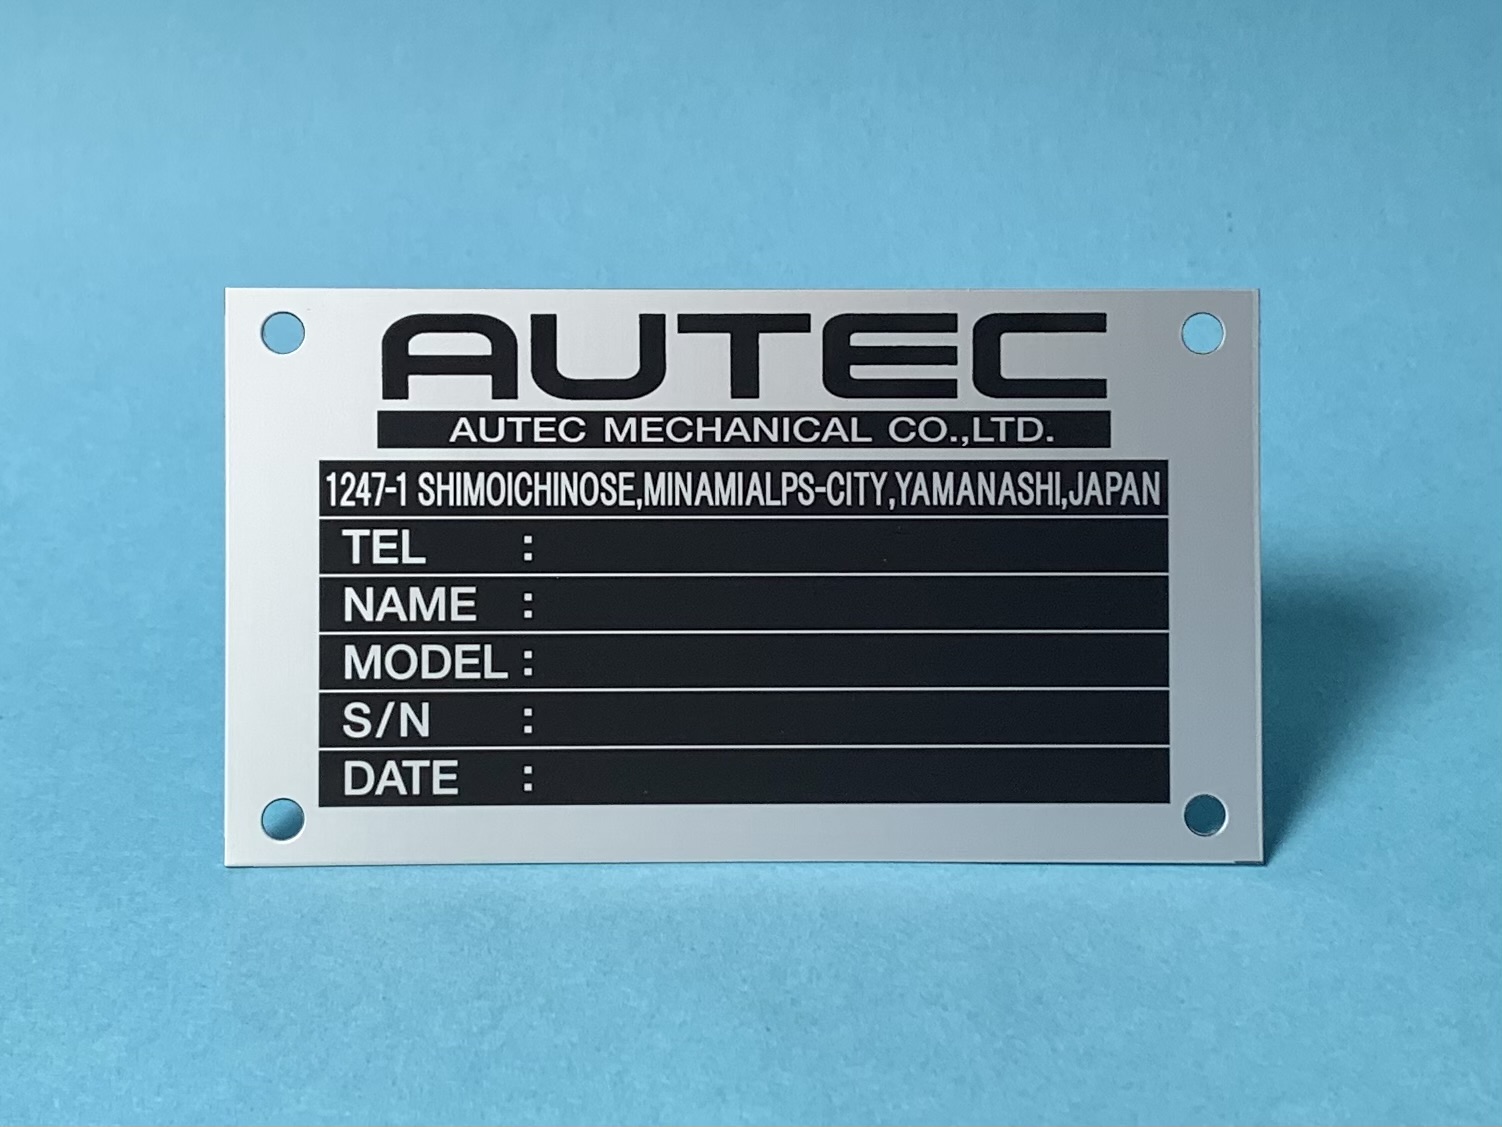 AUTEC
AUTEC MECHANICAL CO.,LTD.
1247-1 SHIMOICHINOSE,MINAMIALPS-CITY,YAMANASHI,JAPAN
TEL :
NAME :
MODEL :
S/N :
DATE :